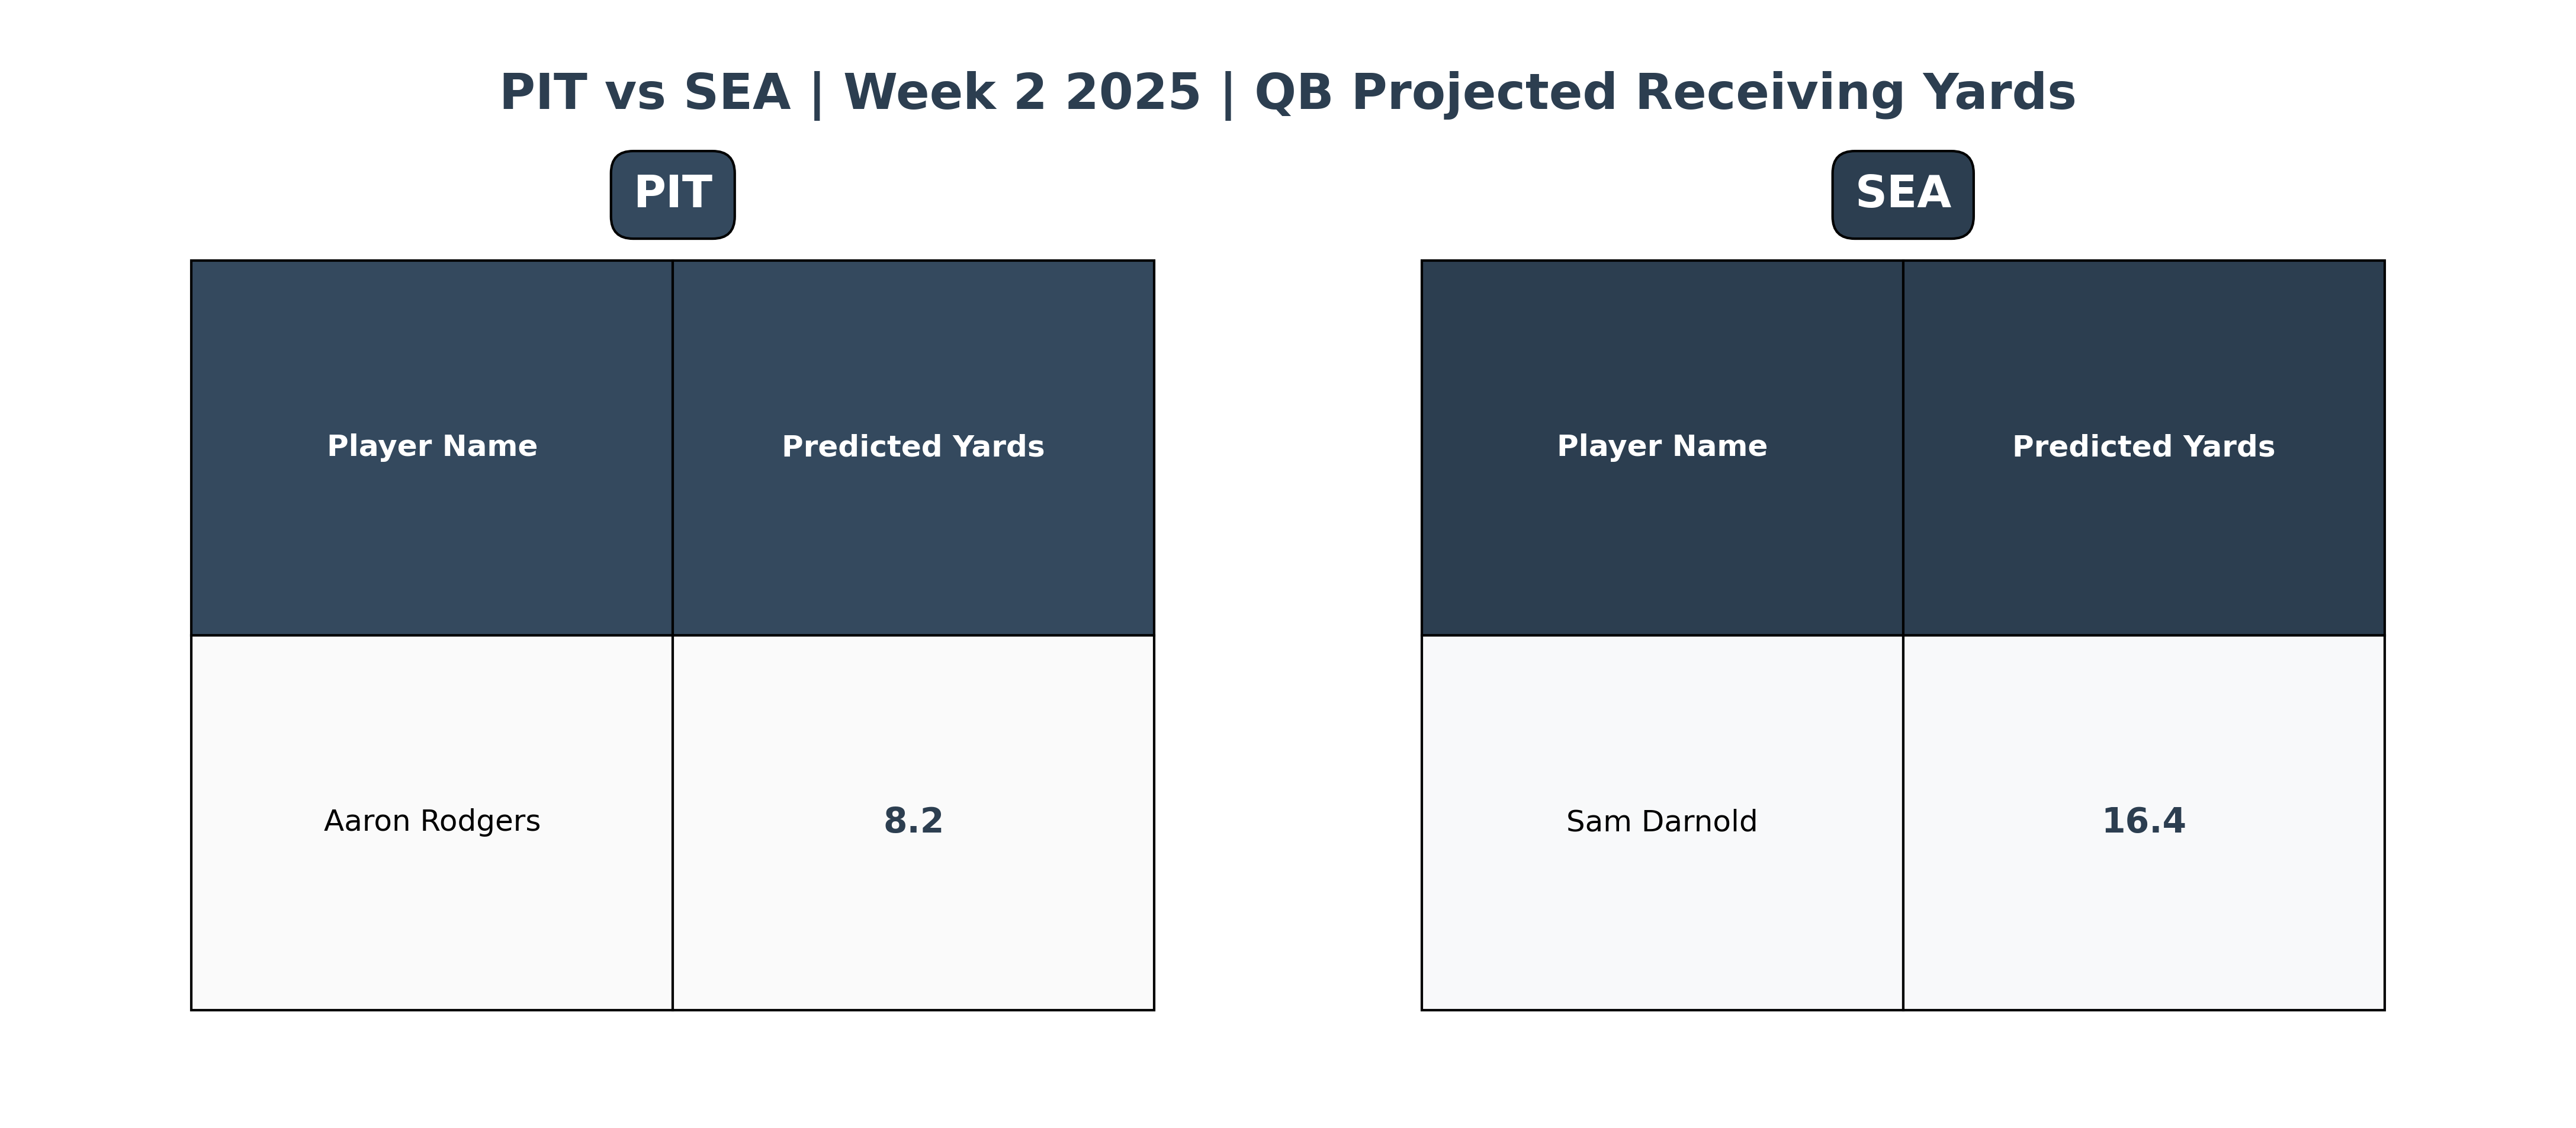 PIT vs SEA | Week 2 2025 | QB Projected Receiving Yards
PIT
Player Name Predicted Yards
Aaron Rodgers 8.2
SEA
Player Name Predicted Yards
Sam Darnold 16.4